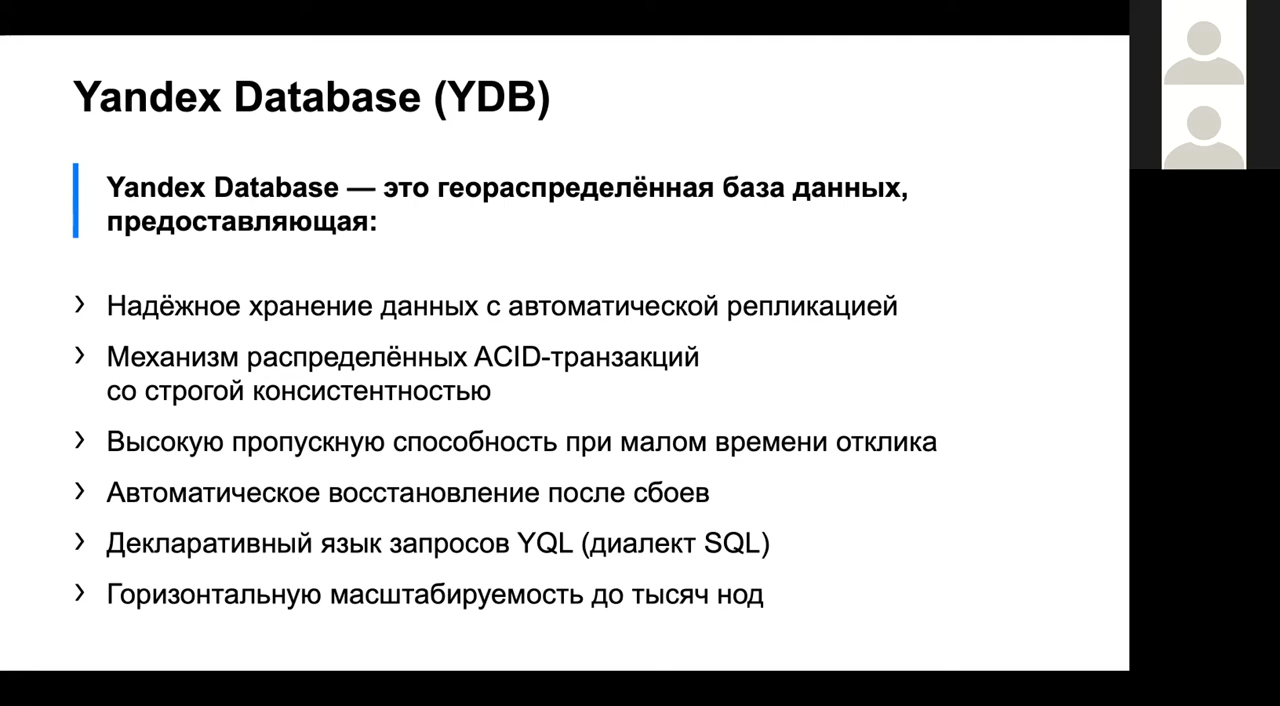 Yandex Database (YDB)
Yandex Database — это геораспределённая база данных,
предоставляющая:
› Надёжное хранение данных с автоматической репликацией
› Механизм распределённых ACID-транзакций
со строгой консистентностью
› Высокую пропускную способность при малом времени отклика
› Автоматическое восстановление после сбоев
› Декларативный язык запросов YQL (диалект SQL)
› Горизонтальную масштабируемость до тысяч нод